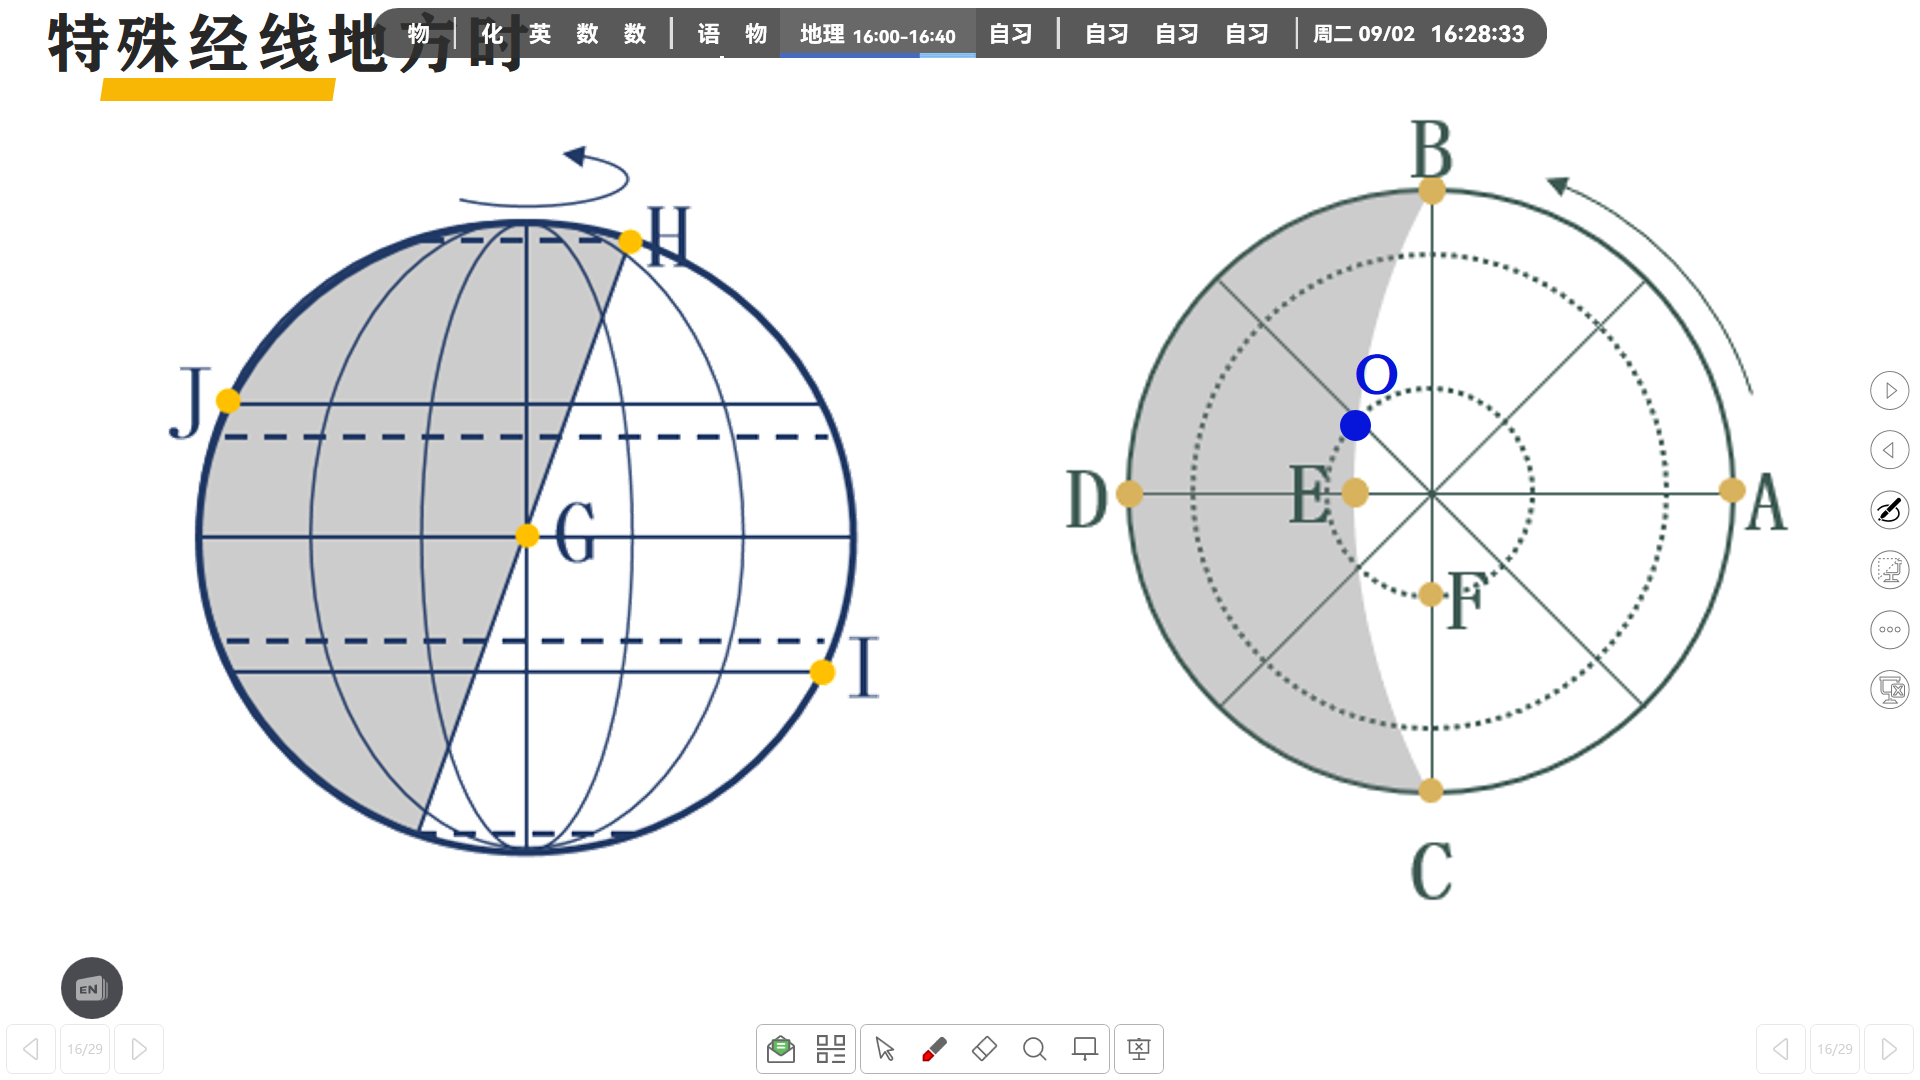 特殊经线地方时
物 | 化 英 数 数 | 语 物 地理 16:00-16:40 自习 | 自习 自习 自习 | 周二 09/02 16:28:33
B
H
J
O
G
D
E
A
F
I
C
EN
16/29
16/29